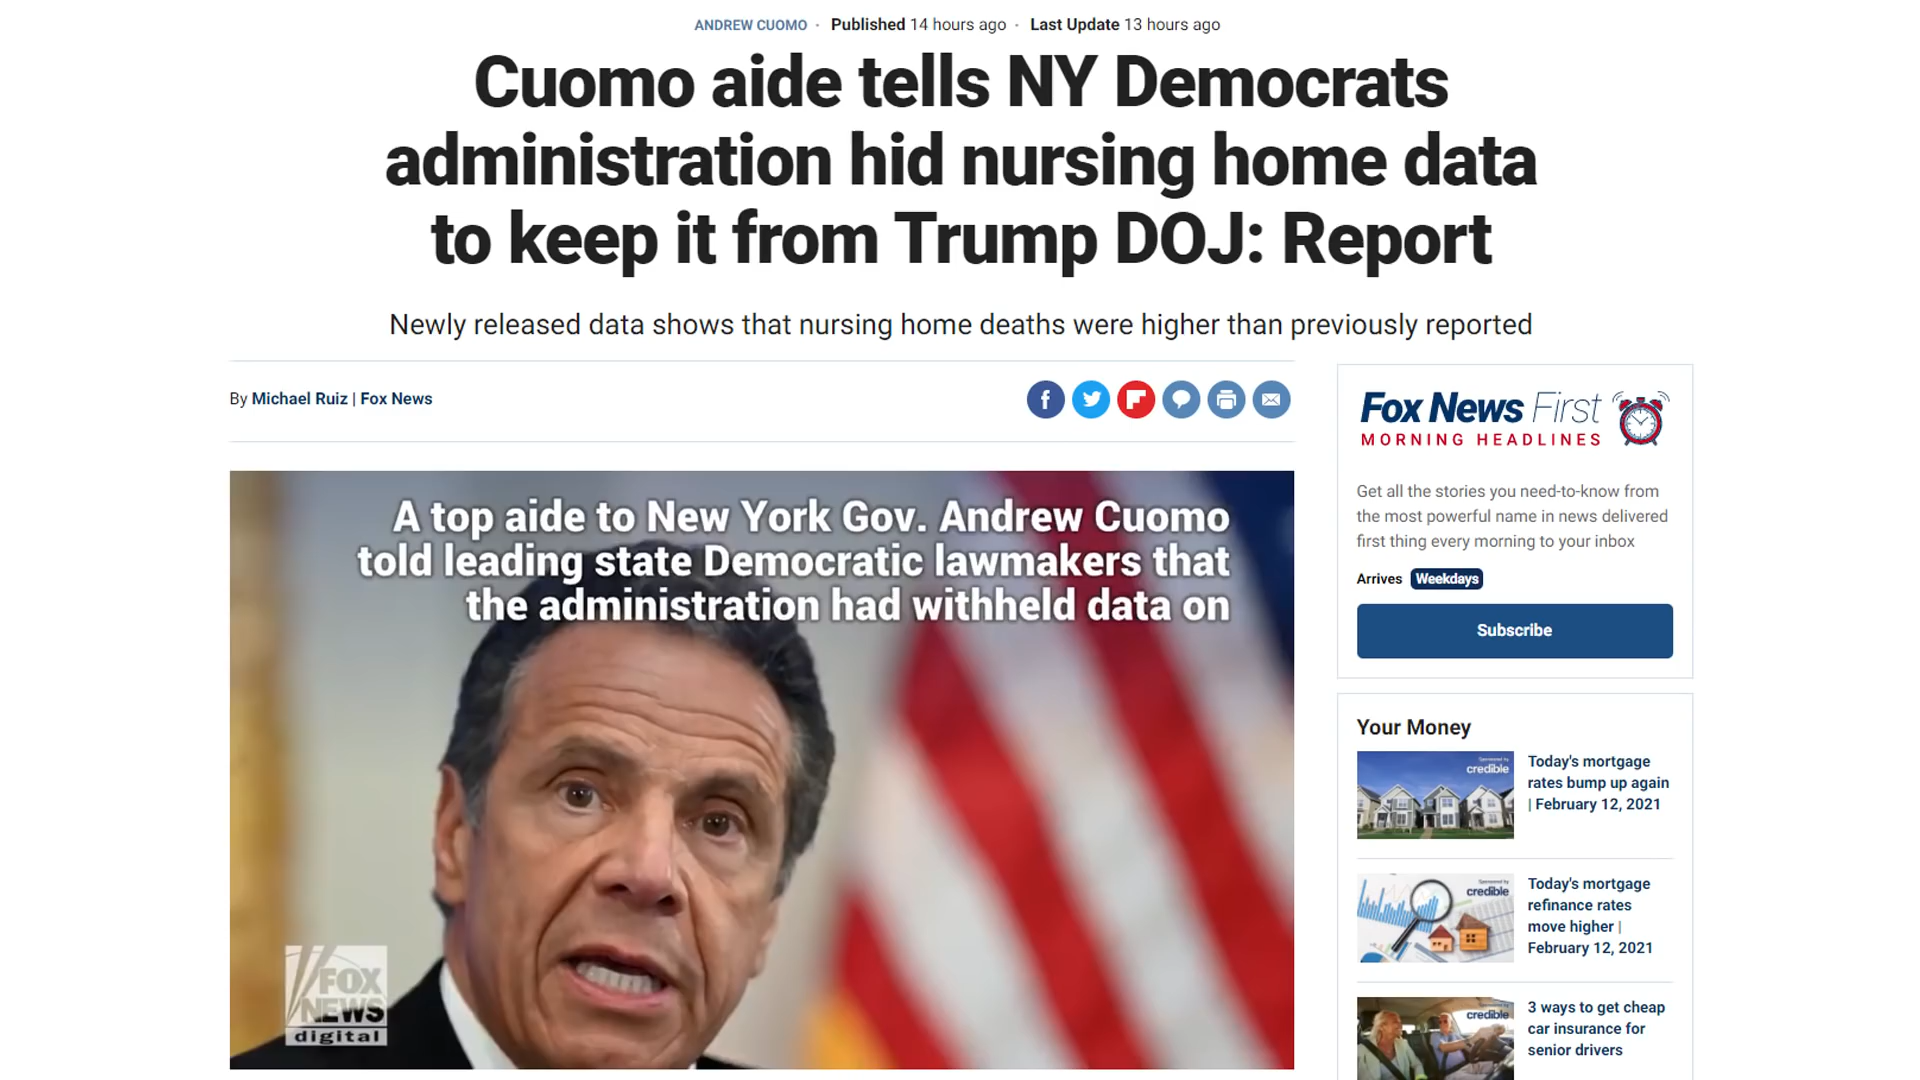 ANDREW CUOMO · Published 14 hours ago · Last Update 13 hours ago
Cuomo aide tells NY Democrats
administration hid nursing home data
to keep it from Trump DOJ: Report
Newly released data shows that nursing home deaths were higher than previously reported
By Michael Ruiz | Fox News
A top aide to New York Gov. Andrew Cuomo
told leading state Democratic lawmakers that
the administration had withheld data on
FOX
NEWS
digital
Fox News First
MORNING HEADLINES
Get all the stories you need-to-know from
the most powerful name in news delivered
first thing every morning to your inbox
Arrives Weekdays
Subscribe
Your Money
Sponsored by
credible
Today's mortgage
rates bump up again
| February 12, 2021
Sponsored by
credible
Today's mortgage
refinance rates
move higher |
February 12, 2021
Sponsored by
credible
3 ways to get cheap
car insurance for
senior drivers